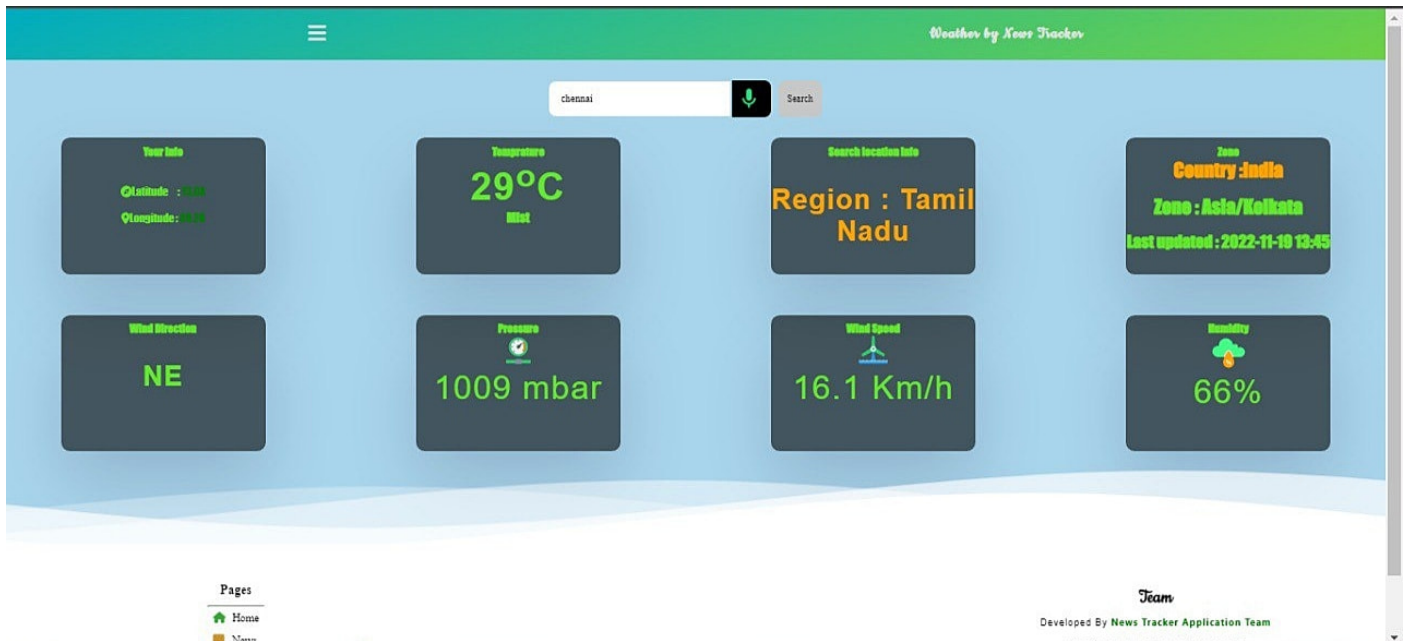 Weather by News Tracker
chennai
Search
Your Info
Latitude :
Longitude :
Temprature
29°C
Mist
Search location Info
Region : Tamil
Nadu
Zone
Country :India
Zone : Asia/Kolkata
Last updated : 2022-11-19 13:45
Wind Direction
NE
Pressure
1009 mbar
Wind Speed
16.1 Km/h
Humidity
66%
Pages
Home
News
Team
Developed By News Tracker Application Team